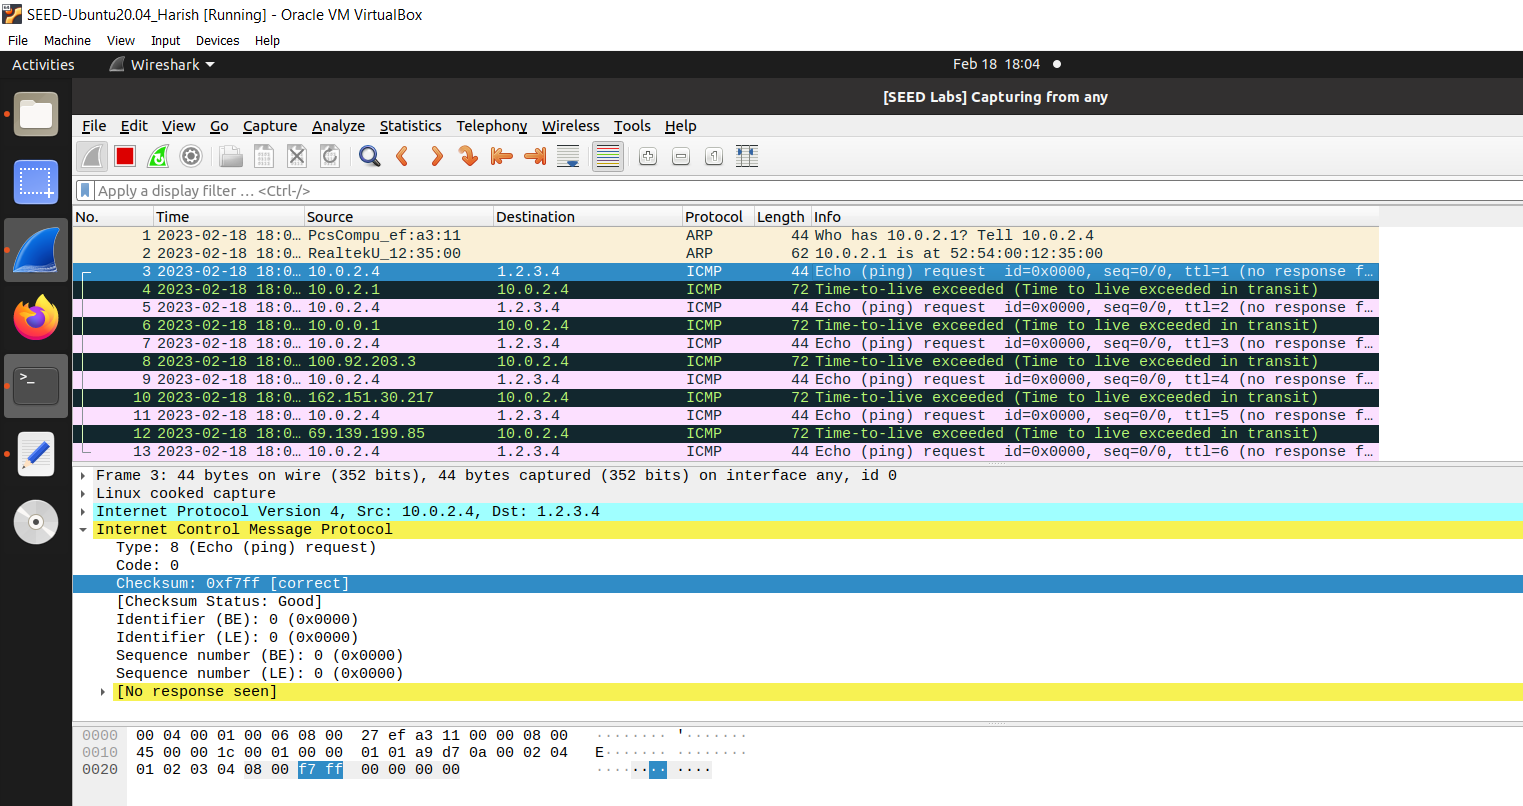 SEED-Ubuntu20.04_Harish [Running] - Oracle VM VirtualBox
File Machine View Input Devices Help
Activities Wireshark Feb 18 18:04
[SEED Labs] Capturing from any
File Edit View Go Capture Analyze Statistics Telephony Wireless Tools Help
Apply a display filter … <Ctrl-/>
No. Time Source Destination Protocol Length Info
1 2023-02-18 18:0… PcsCompu_ef:a3:11 ARP 44 Who has 10.0.2.1? Tell 10.0.2.4
2 2023-02-18 18:0… RealtekU_12:35:00 ARP 62 10.0.2.1 is at 52:54:00:12:35:00
3 2023-02-18 18:0… 10.0.2.4 1.2.3.4 ICMP 44 Echo (ping) request id=0x0000, seq=0/0, ttl=1 (no response f…
4 2023-02-18 18:0… 10.0.2.1 10.0.2.4 ICMP 72 Time-to-live exceeded (Time to live exceeded in transit)
5 2023-02-18 18:0… 10.0.2.4 1.2.3.4 ICMP 44 Echo (ping) request id=0x0000, seq=0/0, ttl=2 (no response f…
6 2023-02-18 18:0… 10.0.0.1 10.0.2.4 ICMP 72 Time-to-live exceeded (Time to live exceeded in transit)
7 2023-02-18 18:0… 10.0.2.4 1.2.3.4 ICMP 44 Echo (ping) request id=0x0000, seq=0/0, ttl=3 (no response f…
8 2023-02-18 18:0… 100.92.203.3 10.0.2.4 ICMP 72 Time-to-live exceeded (Time to live exceeded in transit)
9 2023-02-18 18:0… 10.0.2.4 1.2.3.4 ICMP 44 Echo (ping) request id=0x0000, seq=0/0, ttl=4 (no response f…
10 2023-02-18 18:0… 162.151.30.217 10.0.2.4 ICMP 72 Time-to-live exceeded (Time to live exceeded in transit)
11 2023-02-18 18:0… 10.0.2.4 1.2.3.4 ICMP 44 Echo (ping) request id=0x0000, seq=0/0, ttl=5 (no response f…
12 2023-02-18 18:0… 69.139.199.85 10.0.2.4 ICMP 72 Time-to-live exceeded (Time to live exceeded in transit)
13 2023-02-18 18:0… 10.0.2.4 1.2.3.4 ICMP 44 Echo (ping) request id=0x0000, seq=0/0, ttl=6 (no response f…
Frame 3: 44 bytes on wire (352 bits), 44 bytes captured (352 bits) on interface any, id 0
Linux cooked capture
Internet Protocol Version 4, Src: 10.0.2.4, Dst: 1.2.3.4
Internet Control Message Protocol
Type: 8 (Echo (ping) request)
Code: 0
Checksum: 0xf7ff [correct]
[Checksum Status: Good]
Identifier (BE): 0 (0x0000)
Identifier (LE): 0 (0x0000)
Sequence number (BE): 0 (0x0000)
Sequence number (LE): 0 (0x0000)
[No response seen]
0000 00 04 00 01 00 06 08 00 27 ef a3 11 00 00 08 00 ········ '·······
0010 45 00 00 1c 00 01 00 00 01 01 a9 d7 0a 00 02 04 E······· ········
0020 01 02 03 04 08 00 f7 ff 00 00 00 00 ········ ····